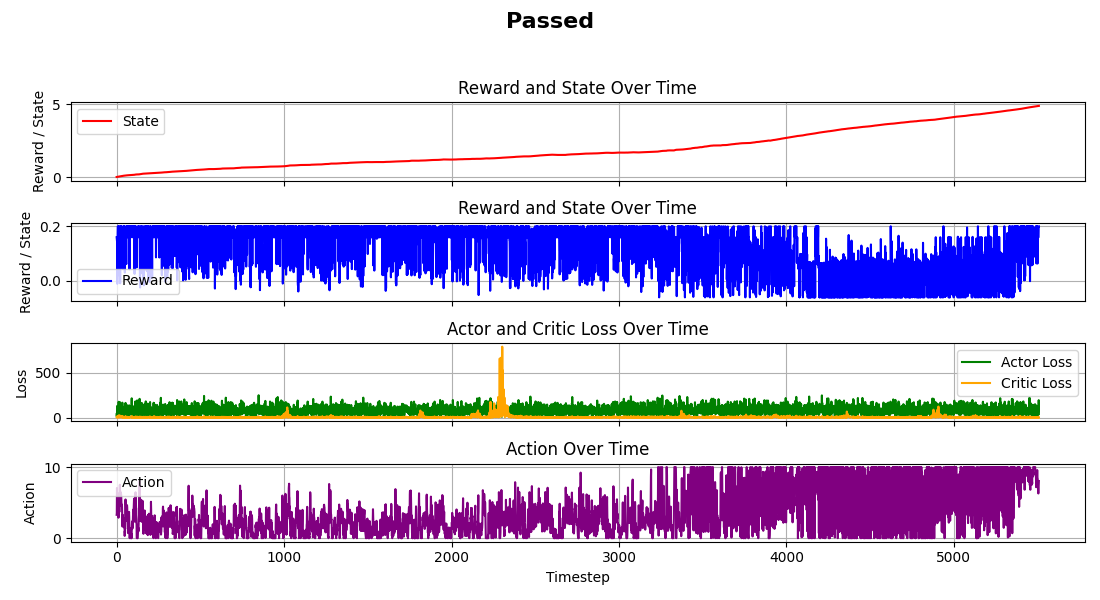 Passed
Reward and State Over Time
Reward / State
5
0
State
Reward and State Over Time
Reward / State
0.2
0.0
Reward
Actor and Critic Loss Over Time
Loss
500
0
Actor Loss
Critic Loss
Action Over Time
Action
10
0
Action
0 1000 2000 3000 4000 5000
Timestep